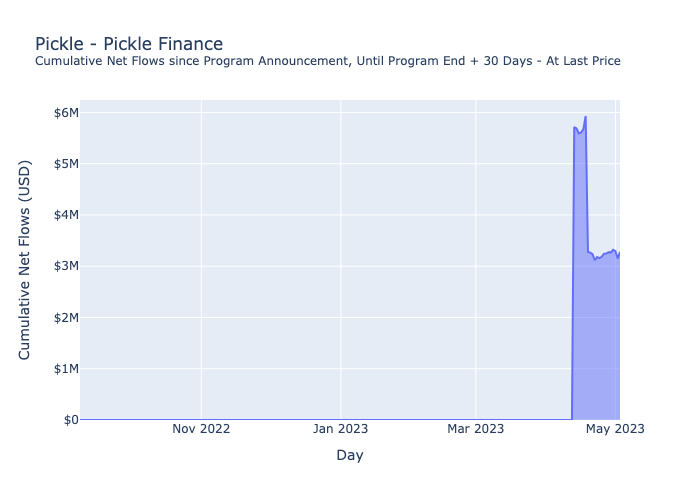 Pickle - Pickle Finance
Cumulative Net Flows since Program Announcement, Until Program End + 30 Days - At Last Price
Cumulative Net Flows (USD)
$6M
$5M
$4M
$3M
$2M
$1M
$0
Nov 2022
Jan 2023
Mar 2023
May 2023
Day